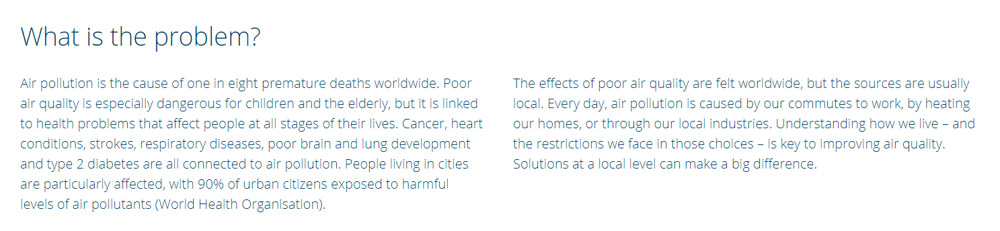 What is the problem?
Air pollution is the cause of one in eight premature deaths worldwide. Poor
air quality is especially dangerous for children and the elderly, but it is linked
to health problems that affect people at all stages of their lives. Cancer, heart
conditions, strokes, respiratory diseases, poor brain and lung development
and type 2 diabetes are all connected to air pollution. People living in cities
are particularly affected, with 90% of urban citizens exposed to harmful
levels of air pollutants (World Health Organisation).
The effects of poor air quality are felt worldwide, but the sources are usually
local. Every day, air pollution is caused by our commutes to work, by heating
our homes, or through our local industries. Understanding how we live – and
the restrictions we face in those choices – is key to improving air quality.
Solutions at a local level can make a big difference.